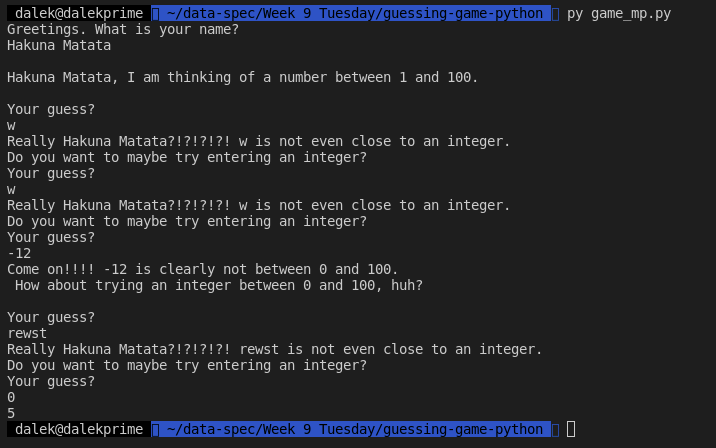 dalek@dalekprime ~/data-spec/Week 9 Tuesday/guessing-game-python py game_mp.py
Greetings. What is your name?
Hakuna Matata
Hakuna Matata, I am thinking of a number between 1 and 100.
Your guess?
w
Really Hakuna Matata?!?!?!?! w is not even close to an integer.
Do you want to maybe try entering an integer?
Your guess?
w
Really Hakuna Matata?!?!?!?! w is not even close to an integer.
Do you want to maybe try entering an integer?
Your guess?
-12
Come on!!!! -12 is clearly not between 0 and 100.
How about trying an integer between 0 and 100, huh?
Your guess?
rewst
Really Hakuna Matata?!?!?!?! rewst is not even close to an integer.
Do you want to maybe try entering an integer?
Your guess?
0
5
dalek@dalekprime ~/data-spec/Week 9 Tuesday/guessing-game-python